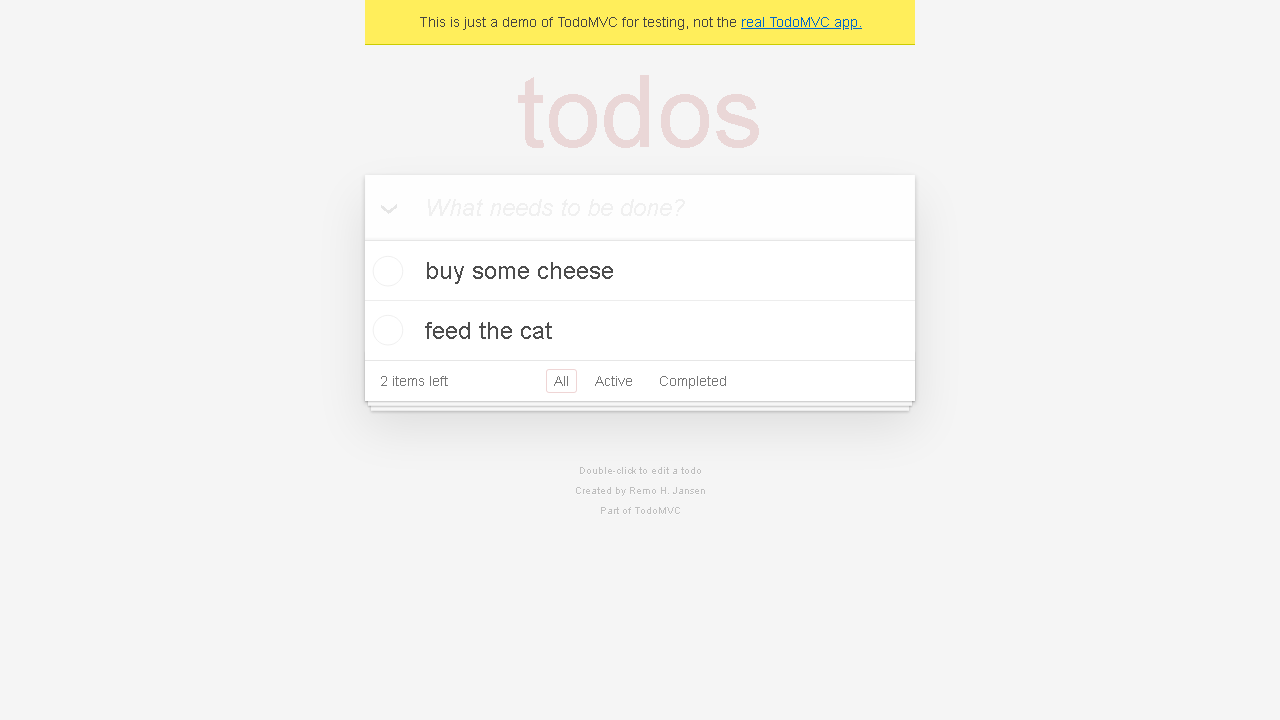 This is just a demo of TodoMVC for testing, not the real TodoMVC app.
todos
What needs to be done?
buy some cheese
feed the cat
2 items left All Active Completed
Double-click to edit a todo
Created by Remo H. Jansen
Part of TodoMVC